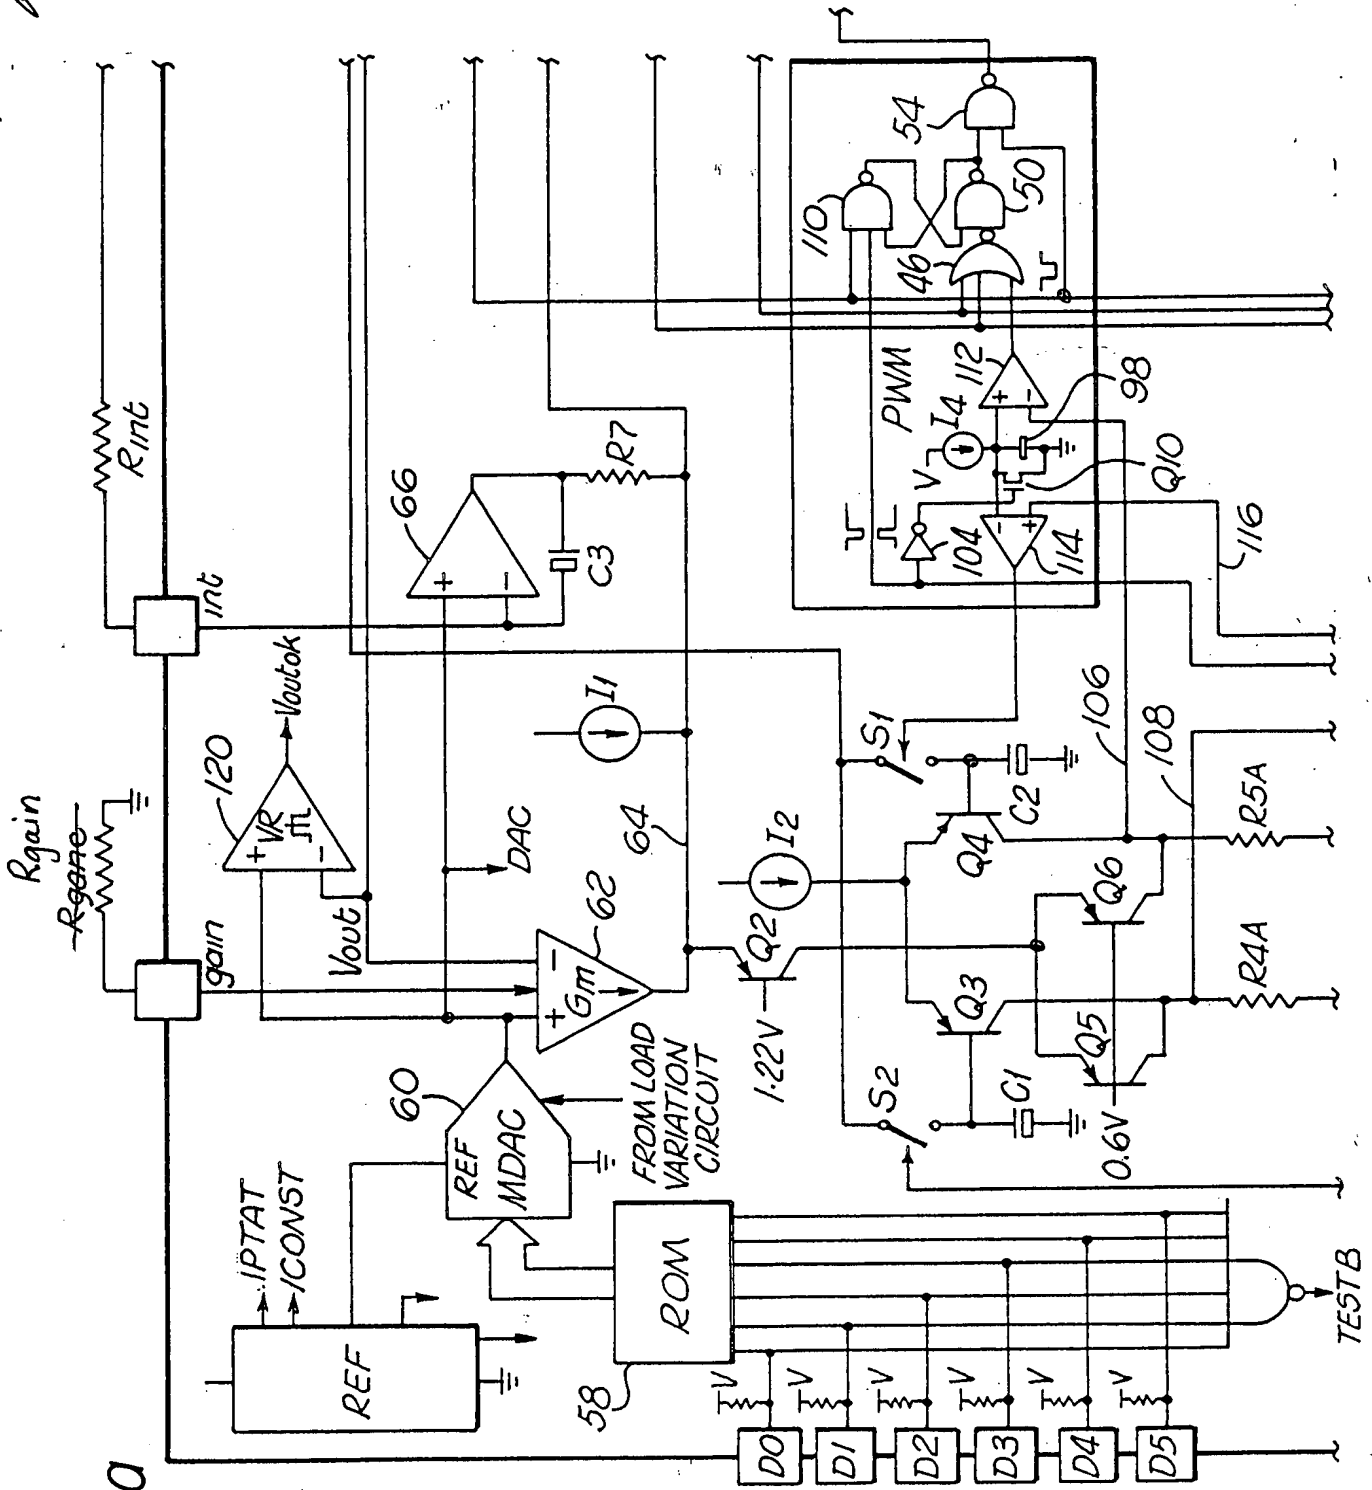 a
REF
IPTAT
ICONST
58
ROM
D0
D1
D2
D3
D4
D5
V
V
V
V
V
V
TESTB
60
REF
MDAC
FROM LOAD
VARIATION
CIRCUIT
Rgain
Rgane
gain
Vout
120
VR
+
-
Voutok
+
Gm
-
62
DAC
64
I1
Rint
int
66
+
-
C3
R7
1.22V
Q2
I2
S2
C1
Q3
S1
C2
Q4
Q5
Q6
0.6V
R4A
R5A
106
108
116
PWM
V
I4
104
114
-
+
112
+
-
98
Q10
110
46
50
54